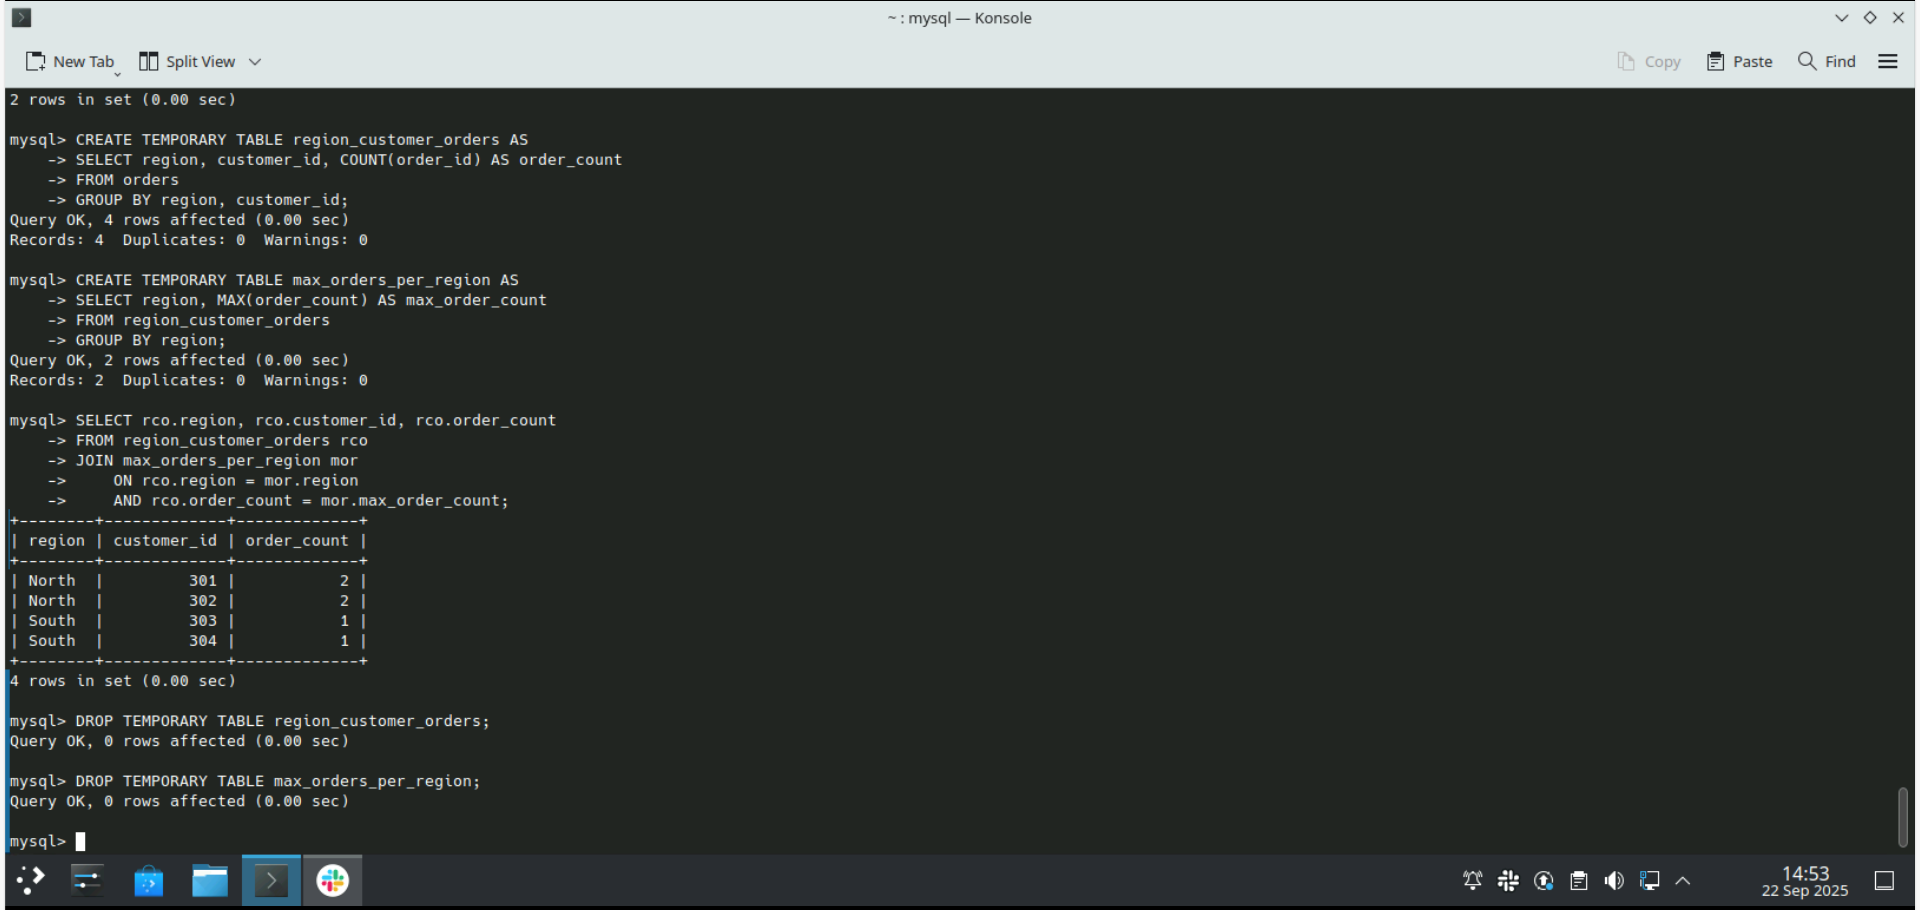 ~ : mysql — Konsole
New Tab Split View Copy Paste Find
2 rows in set (0.00 sec)
mysql> CREATE TEMPORARY TABLE region_customer_orders AS
    -> SELECT region, customer_id, COUNT(order_id) AS order_count
    -> FROM orders
    -> GROUP BY region, customer_id;
Query OK, 4 rows affected (0.00 sec)
Records: 4  Duplicates: 0  Warnings: 0
mysql> CREATE TEMPORARY TABLE max_orders_per_region AS
    -> SELECT region, MAX(order_count) AS max_order_count
    -> FROM region_customer_orders
    -> GROUP BY region;
Query OK, 2 rows affected (0.00 sec)
Records: 2  Duplicates: 0  Warnings: 0
mysql> SELECT rco.region, rco.customer_id, rco.order_count
    -> FROM region_customer_orders rco
    -> JOIN max_orders_per_region mor
    ->     ON rco.region = mor.region
    ->     AND rco.order_count = mor.max_order_count;
+--------+-------------+-------------+
| region | customer_id | order_count |
+--------+-------------+-------------+
| North  |         301 |           2 |
| North  |         302 |           2 |
| South  |         303 |           1 |
| South  |         304 |           1 |
+--------+-------------+-------------+
4 rows in set (0.00 sec)
mysql> DROP TEMPORARY TABLE region_customer_orders;
Query OK, 0 rows affected (0.00 sec)
mysql> DROP TEMPORARY TABLE max_orders_per_region;
Query OK, 0 rows affected (0.00 sec)
mysql>
14:53
22 Sep 2025